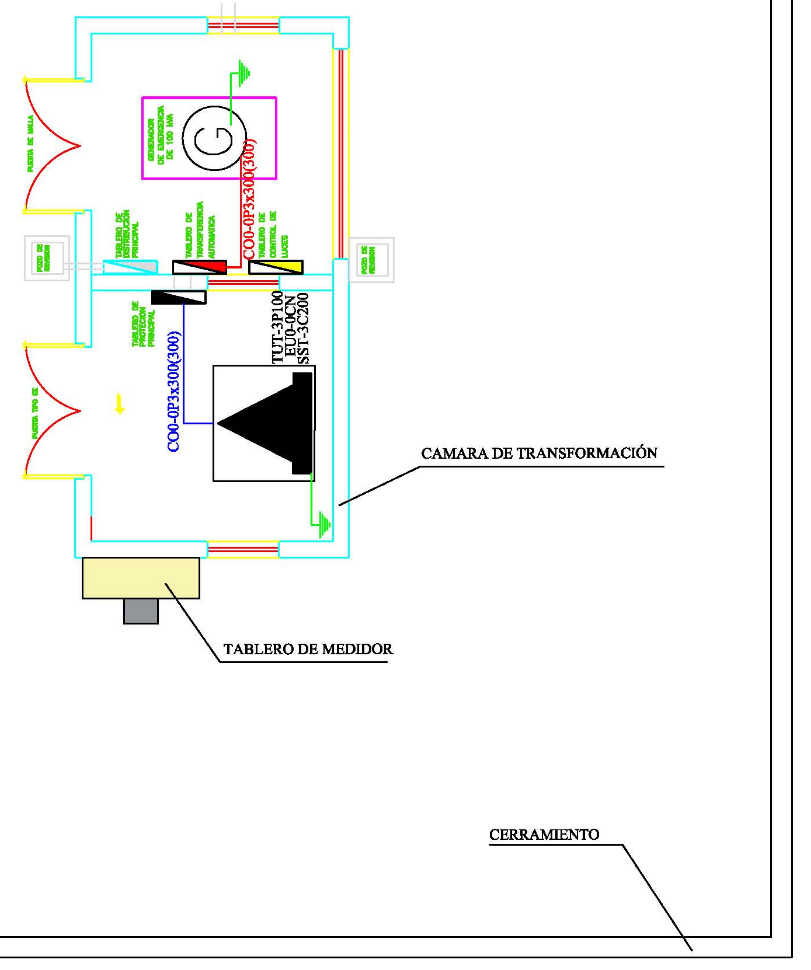 PUERTA DE MALLA
GENERADOR
DE EMERGENCIA
DE 100 kVA
G
CO0-0P3x300(300)
TABLERO DE
DISTRIBUCIÓN
PRINCIPAL
TABLERO DE
TRANSFERENCIA
AUTOMATICA
TABLERO DE
CONTROL DE
LUCES
POZO DE
REVISION
POZO DE
REVISION
TABLERO DE
PROTECION
PRINCIPAL
TUT-3P100
EU0-0CN
SST-3C200
CO0-0P3x300(300)
PUERTA TIPO EE
CAMARA DE TRANSFORMACIÓN
TABLERO DE MEDIDOR
CERRAMIENTO